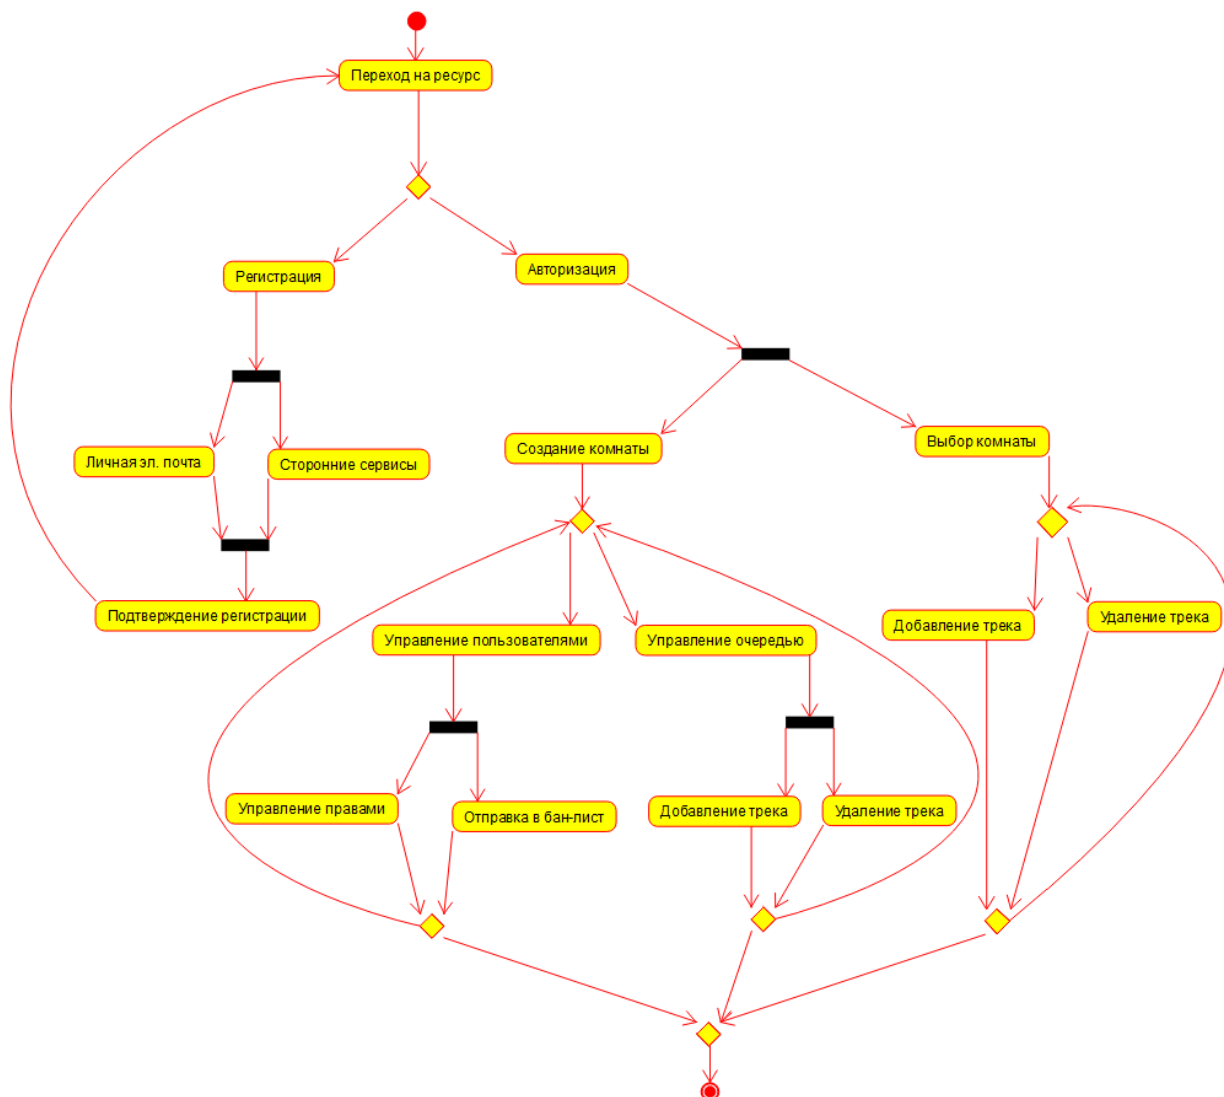 Переход на ресурс
Регистрация
Авторизация
Создание комнаты
Выбор комнаты
Личная эл. почта
Сторонние сервисы
Подтверждение регистрации
Управление пользователями
Управление очередью
Добавление трека
Удаление трека
Управление правами
Отправка в бан-лист
Добавление трека
Удаление трека